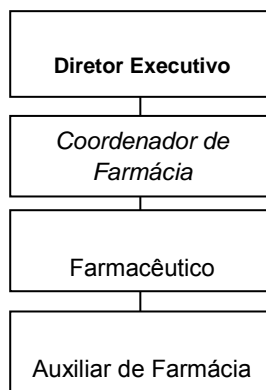 Diretor Executivo
Coordenador de
Farmácia
Farmacêutico
Auxiliar de Farmácia